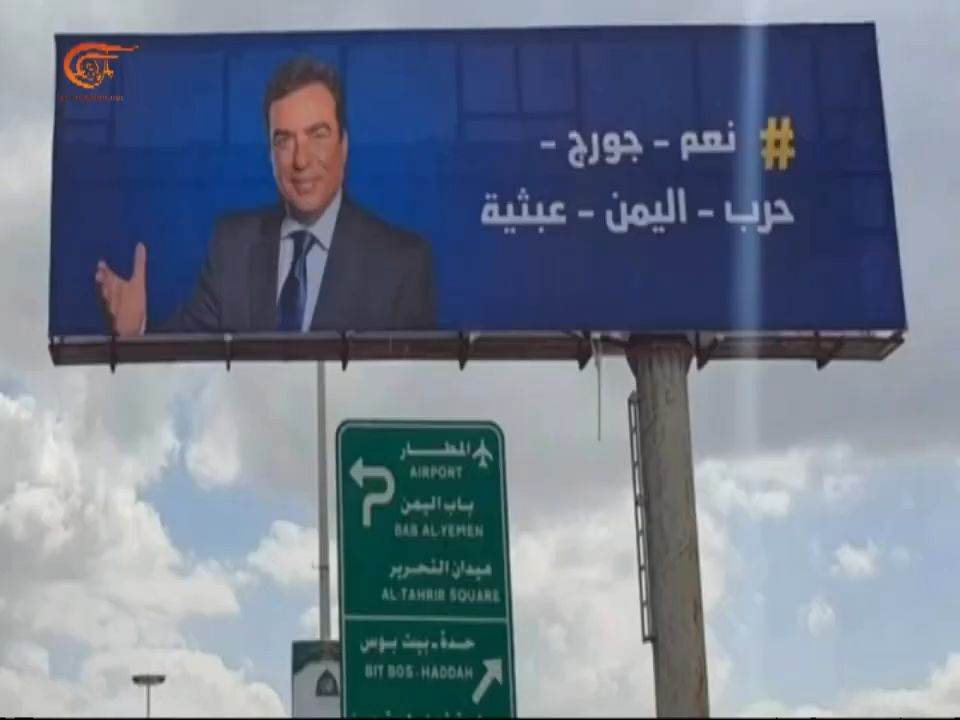 # نعم - جورج -
حرب - اليمن - عبثية
المطار
AIRPORT
باب اليمن
BAB AL-YEMEN
ميدان التحرير
AL TAHRIR SQUARE
حدة - بيت بوس
BIT BOS - HADDAH